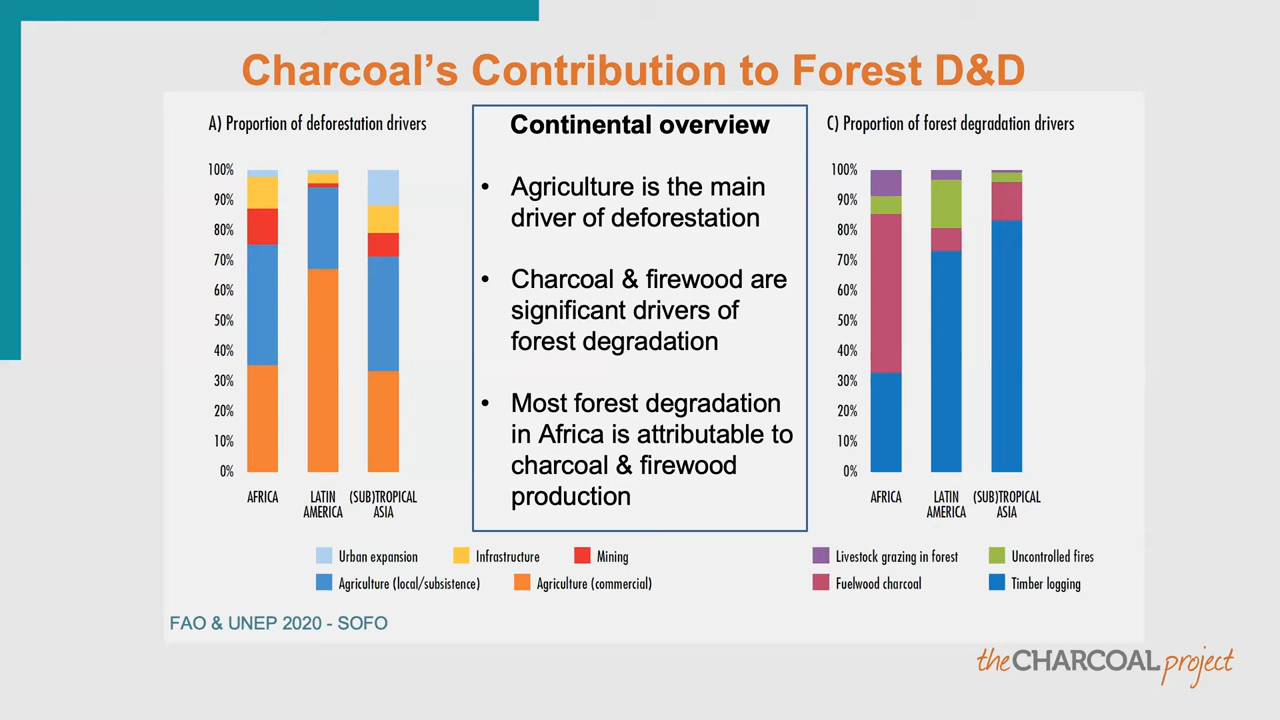 Charcoal's Contribution to Forest D&D
A) Proportion of deforestation drivers
100%
90%
80%
70%
60%
50%
40%
30%
20%
10%
0%
AFRICA
LATIN
AMERICA
(SUB)TROPICAL
ASIA
Urban expansion
Infrastructure
Mining
Agriculture (local/subsistence)
Agriculture (commercial)
Continental overview
• Agriculture is the main
driver of deforestation
• Charcoal & firewood are
significant drivers of
forest degradation
• Most forest degradation
in Africa is attributable to
charcoal & firewood
production
C) Proportion of forest degradation drivers
100%
90%
80%
70%
60%
50%
40%
30%
20%
10%
0%
AFRICA
LATIN
AMERICA
(SUB)TROPICAL
ASIA
Livestock grazing in forest
Uncontrolled fires
Fuelwood charcoal
Timber logging
FAO & UNEP 2020 - SOFO
theCHARCOALproject